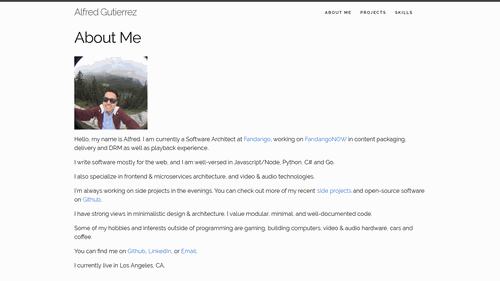 Alfred Gutierrez
ABOUT ME PROJECTS SKILLS
About Me
Hello, my name is Alfred. I am currently a Software Architect at Fandango, working on FandangoNOW in content packaging,
delivery and DRM as well as playback experience.
I write software mostly for the web, and I am well-versed in Javascript/Node, Python, C# and Go.
I also specialize in frontend & microservices architecture, and video & audio technologies.
I'm always working on side projects in the evenings. You can check out more of my recent side projects and open-source software
on Github.
I have strong views in minimalistic design & architecture. I value modular, minimal, and well-documented code.
Some of my hobbies and interests outside of programming are gaming, building computers, video & audio hardware, cars and
coffee.
You can find me on Github, LinkedIn, or Email.
I currently live in Los Angeles, CA.